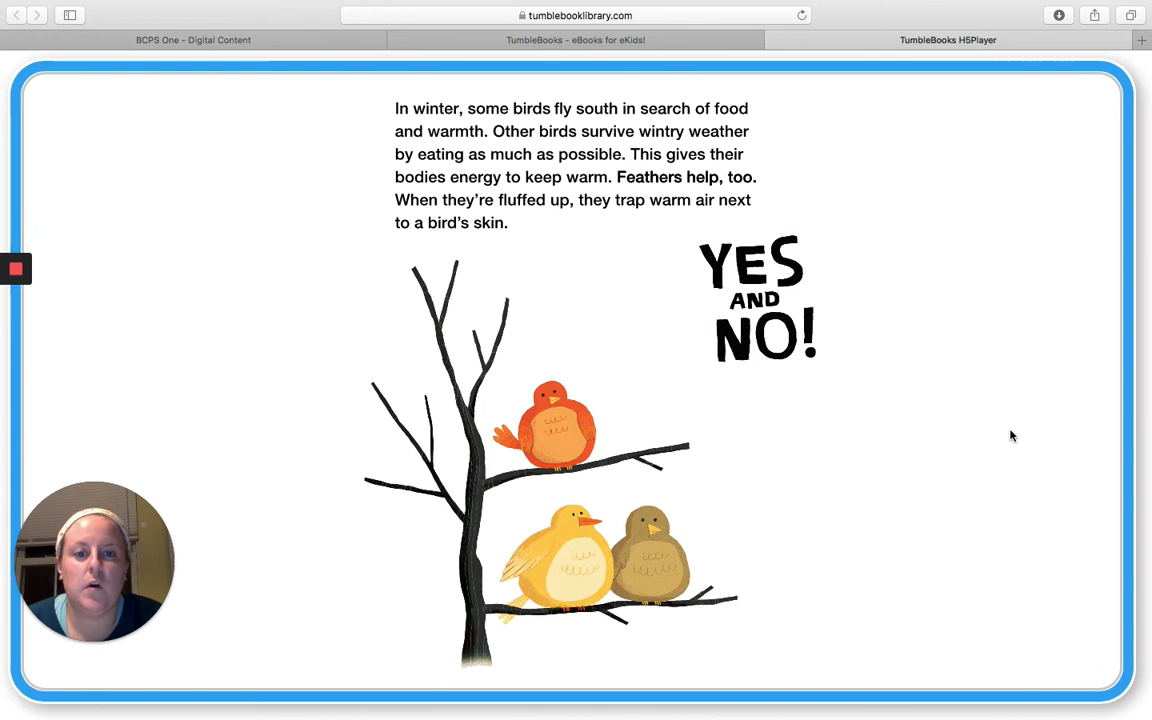 tumblebooklibrary.com
BCPS One - Digital Content
TumbleBooks - eBooks for eKids!
TumbleBooks H5Player
In winter, some birds fly south in search of food
and warmth. Other birds survive wintry weather
by eating as much as possible. This gives their
bodies energy to keep warm. Feathers help, too.
When they’re fluffed up, they trap warm air next
to a bird’s skin.
YES
AND
NO!